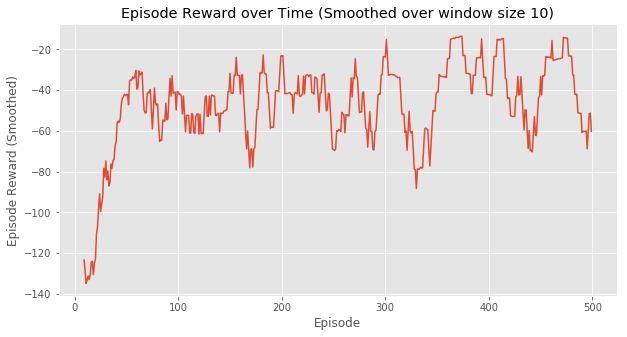 Episode Reward over Time (Smoothed over window size 10)
Episode Reward (Smoothed)
−20
−40
−60
−80
−100
−120
−140
0 100 200 300 400 500
Episode